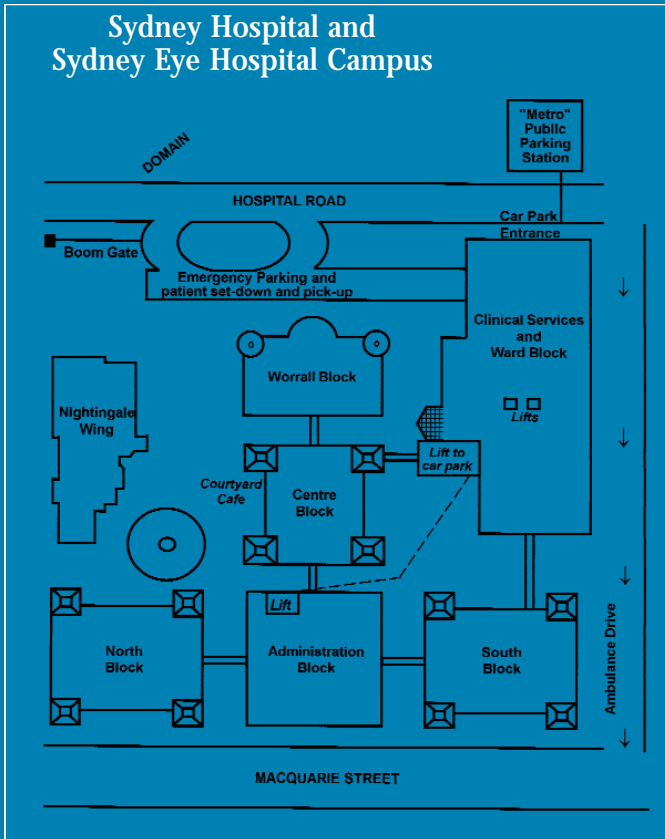 Sydney Hospital and
Sydney Eye Hospital Campus
"Metro"
Public
Parking
Station
DOMAIN
HOSPITAL ROAD
Car Park
Entrance
Boom Gate
Emergency Parking and
patient set-down and pick-up
Clinical Services
and
Ward Block
Worrall Block
Lifts
Nightingale
Wing
Lift to
car park
Courtyard
Cafe
Centre
Block
Lift
North
Block
Administration
Block
South
Block
Ambulance Drive
MACQUARIE STREET